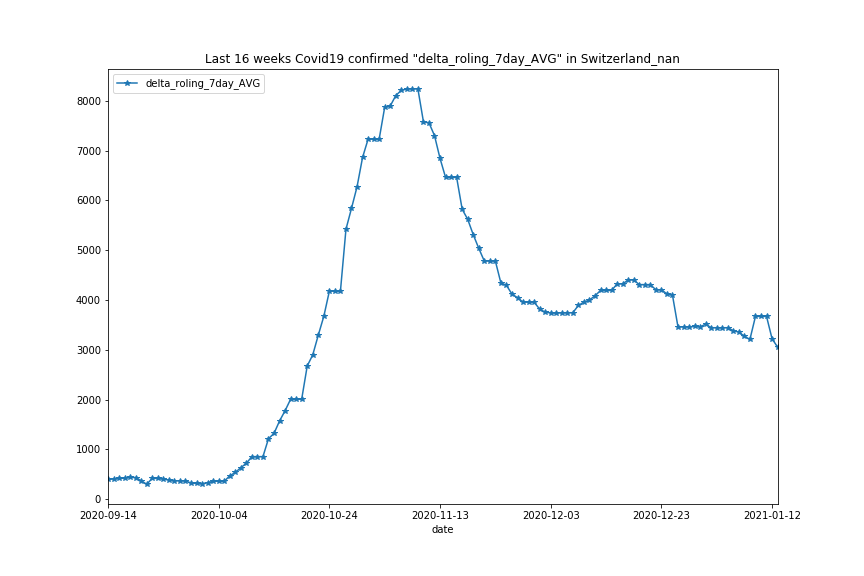 Last 16 weeks Covid19 confirmed "delta_roling_7day_AVG" in Switzerland_nan
delta_roling_7day_AVG
8000
7000
6000
5000
4000
3000
2000
1000
0
2020-09-14 2020-10-04 2020-10-24 2020-11-13 2020-12-03 2020-12-23 2021-01-12
date